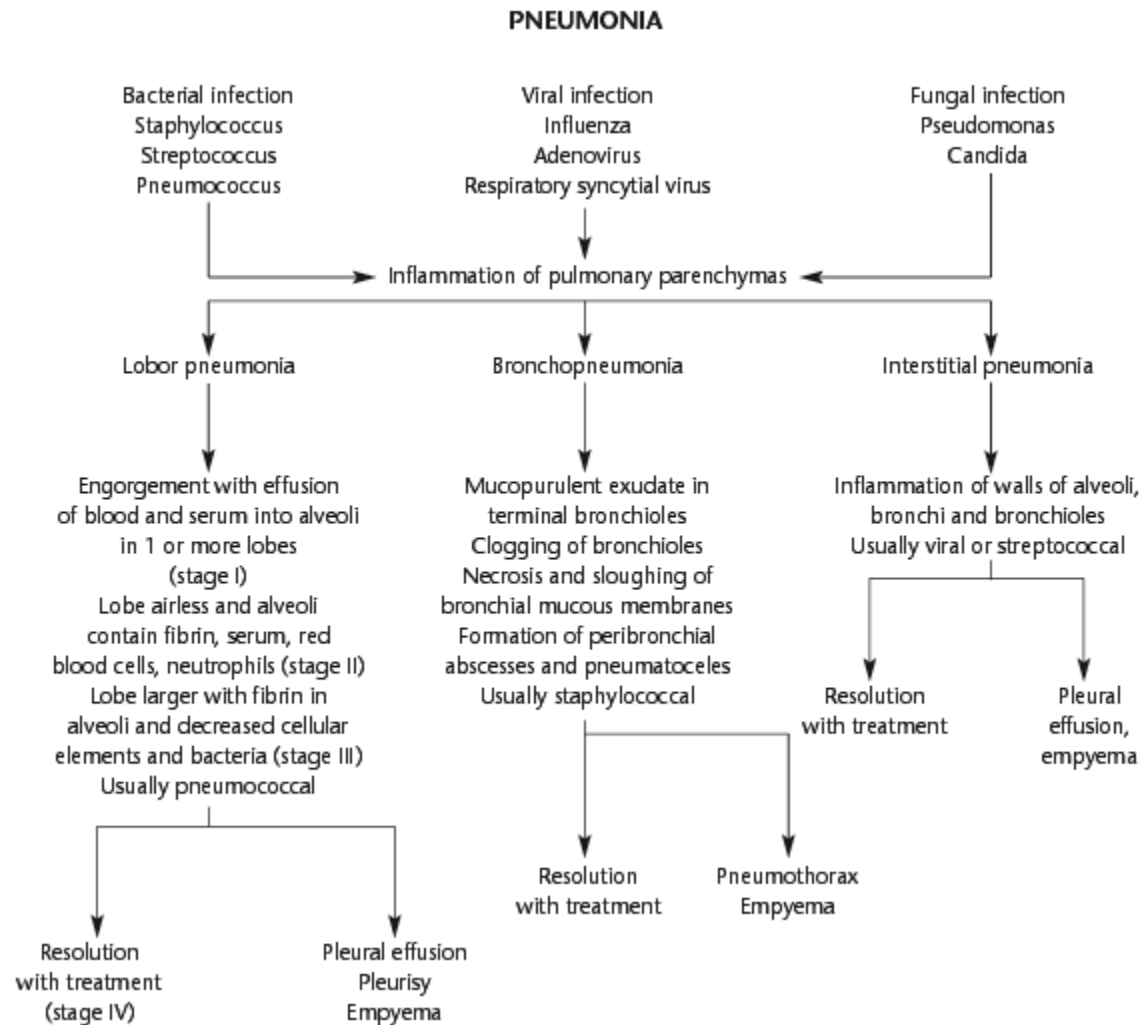 PNEUMONIA
Bacterial infection
Staphylococcus
Streptococcus
Pneumococcus
Viral infection
Influenza
Adenovirus
Respiratory syncytial virus
Fungal infection
Pseudomonas
Candida
Inflammation of pulmonary parenchymas
Lobor pneumonia
Bronchopneumonia
Interstitial pneumonia
Engorgement with effusion
of blood and serum into alveoli
in 1 or more lobes
(stage I)
Lobe airless and alveoli
contain fibrin, serum, red
blood cells, neutrophils (stage II)
Lobe larger with fibrin in
alveoli and decreased cellular
elements and bacteria (stage III)
Usually pneumococcal
Mucopurulent exudate in
terminal bronchioles
Clogging of bronchioles
Necrosis and sloughing of
bronchial mucous membranes
Formation of peribronchial
abscesses and pneumatoceles
Usually staphylococcal
Inflammation of walls of alveoli,
bronchi and bronchioles
Usually viral or streptococcal
Resolution
with treatment
(stage IV)
Pleural effusion
Pleurisy
Empyema
Resolution
with treatment
Pneumothorax
Empyema
Resolution
with treatment
Pleural
effusion,
empyema